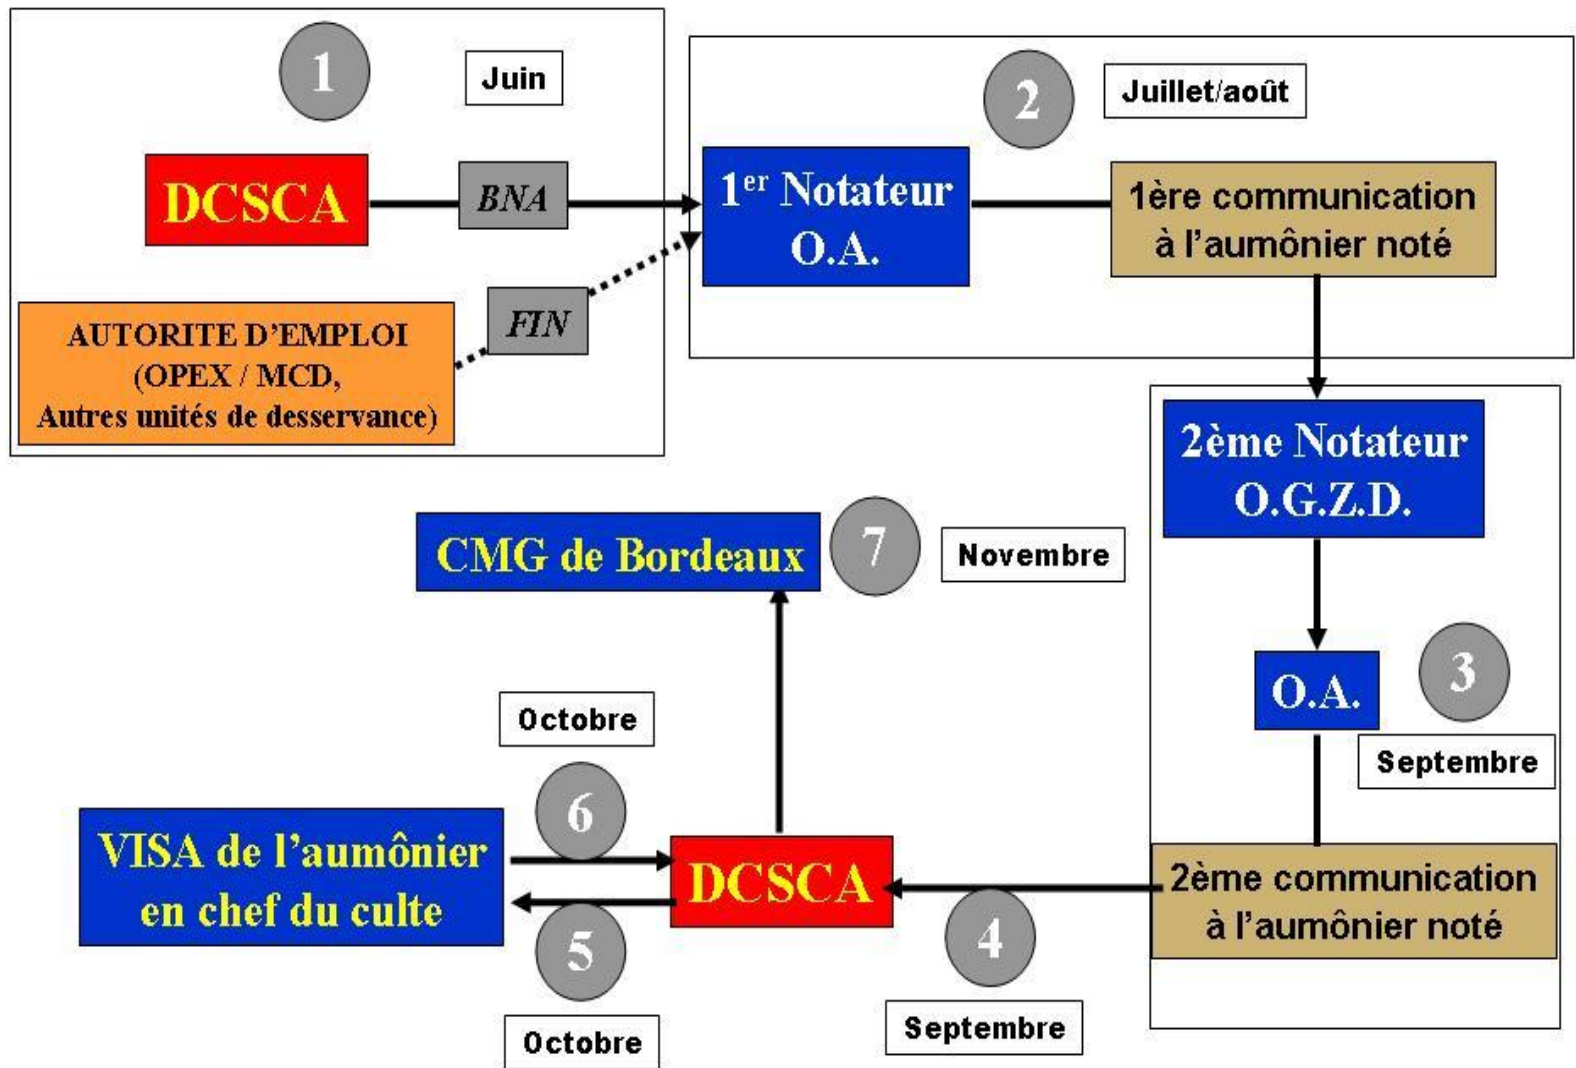 1
Juin
DCSCA
BNA
AUTORITE D'EMPLOI
(OPEX / MCD,
Autres unités de desservance)
FIN
2
Juillet/août
1er Notateur
O.A.
1ère communication
à l'aumônier noté
2ème Notateur
O.G.Z.D.
O.A.
3
Septembre
2ème communication
à l'aumônier noté
4
Septembre
DCSCA
5
Octobre
VISA de l'aumônier
en chef du culte
6
Octobre
CMG de Bordeaux
7
Novembre